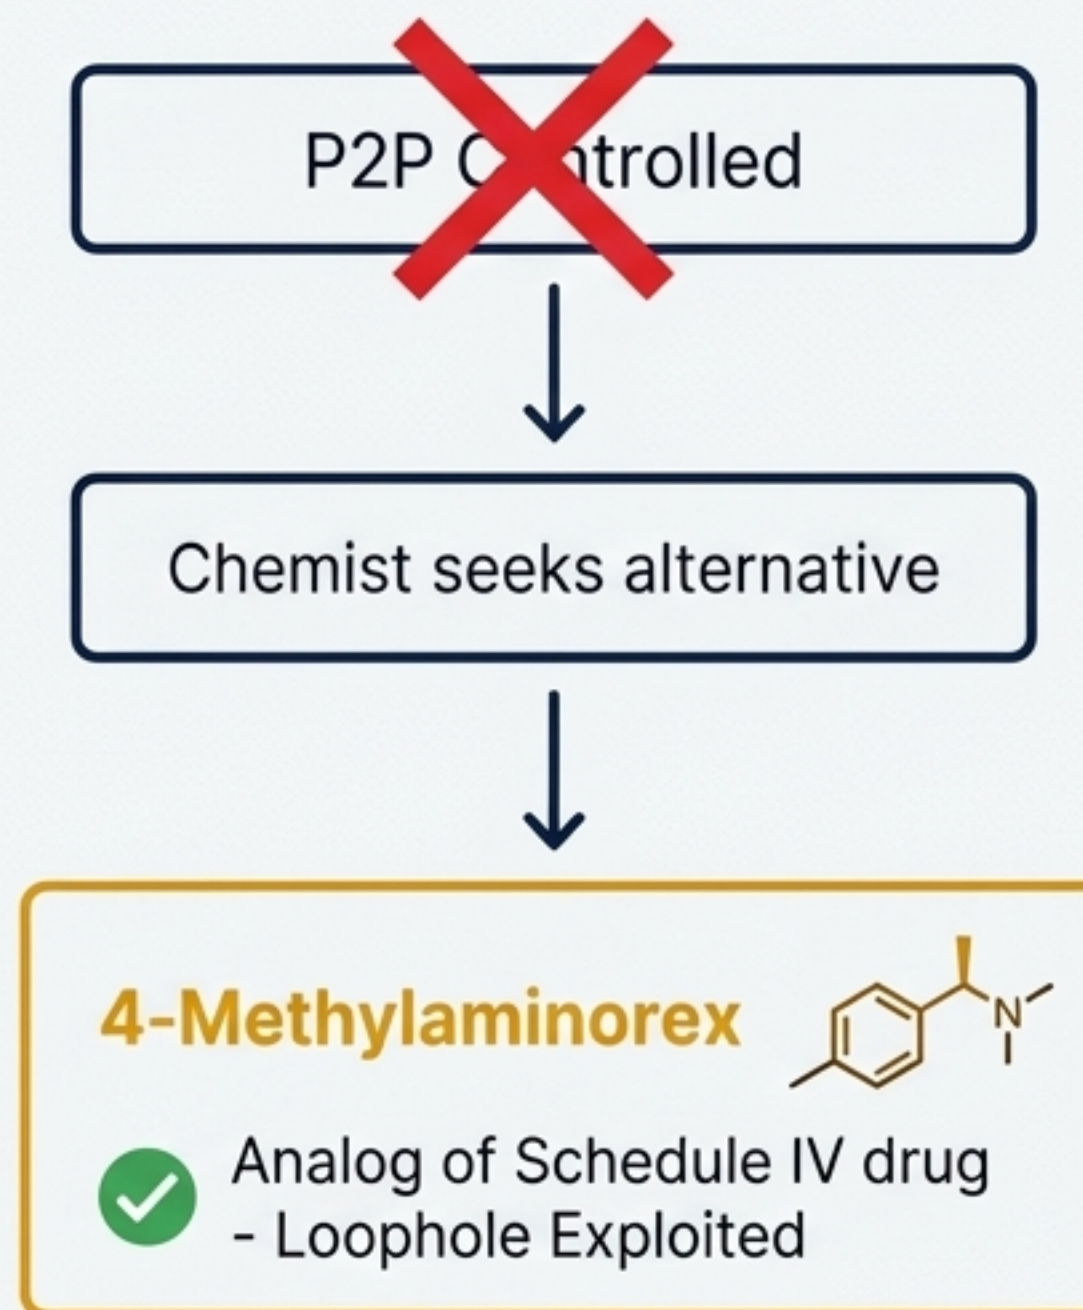 P2P Controlled
Chemist seeks alternative
4-Methylaminorex
N
Analog of Schedule IV drug
- Loophole Exploited